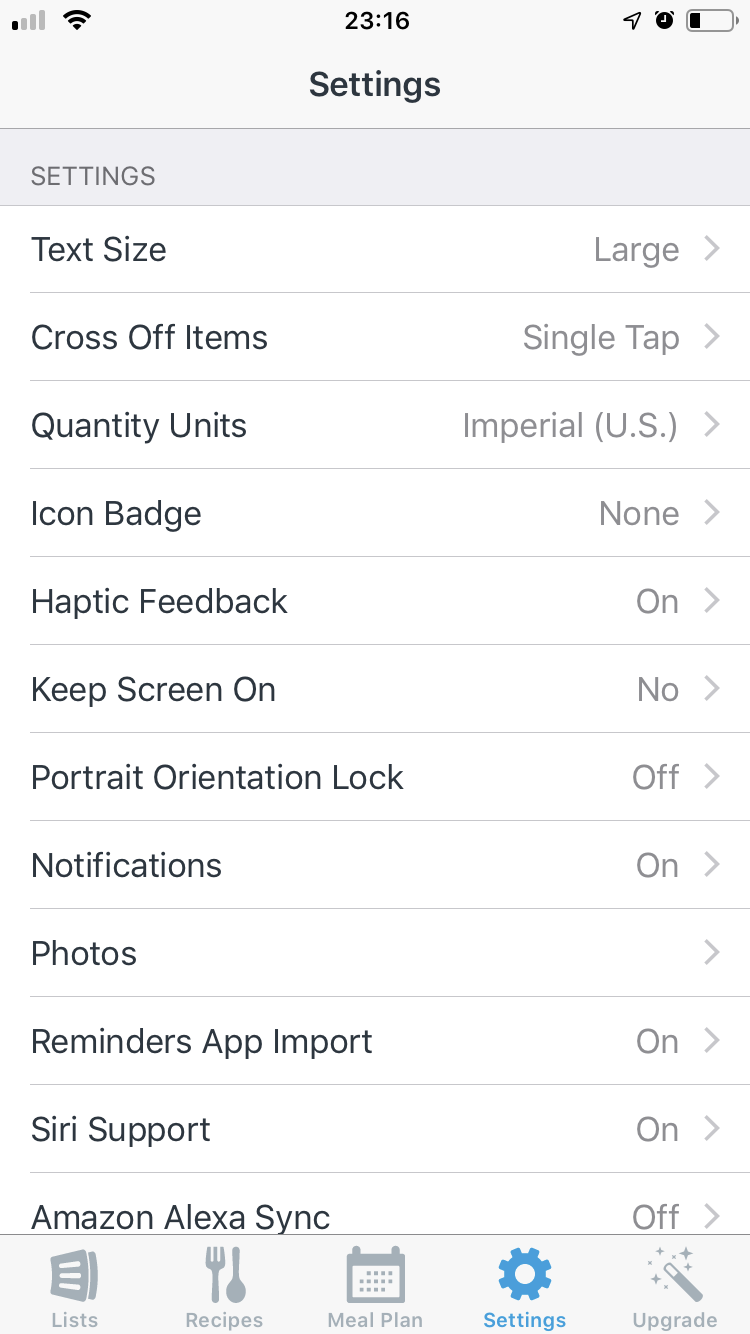 23:16
Settings
SETTINGS
Text Size Large
Cross Off Items Single Tap
Quantity Units Imperial (U.S.)
Icon Badge None
Haptic Feedback On
Keep Screen On No
Portrait Orientation Lock Off
Notifications On
Photos
Reminders App Import On
Siri Support On
Amazon Alexa Sync Off
Lists Recipes Meal Plan Settings Upgrade